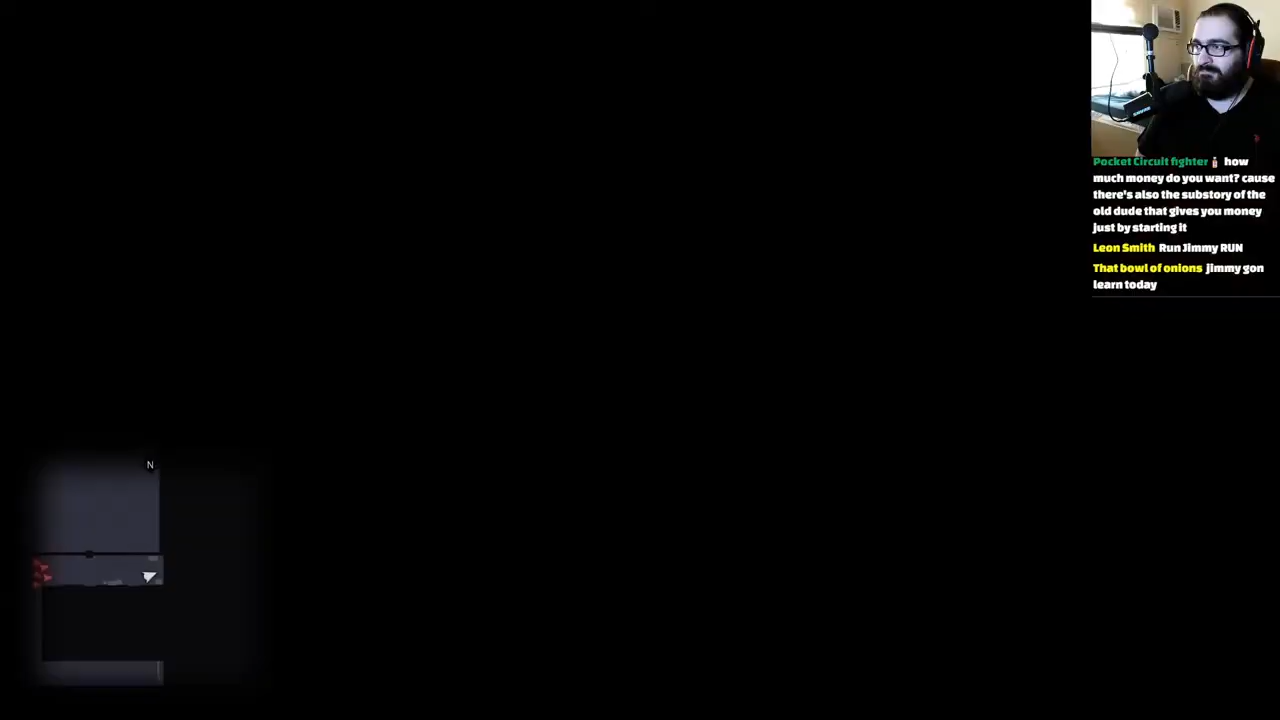 Pocket Circuit fighter how
much money do you want? cause
there's also the substory of the
old dude that gives you money
just by starting it
Leon Smith Run Jimmy RUN
That bowl of onions jimmy gon
learn today
N